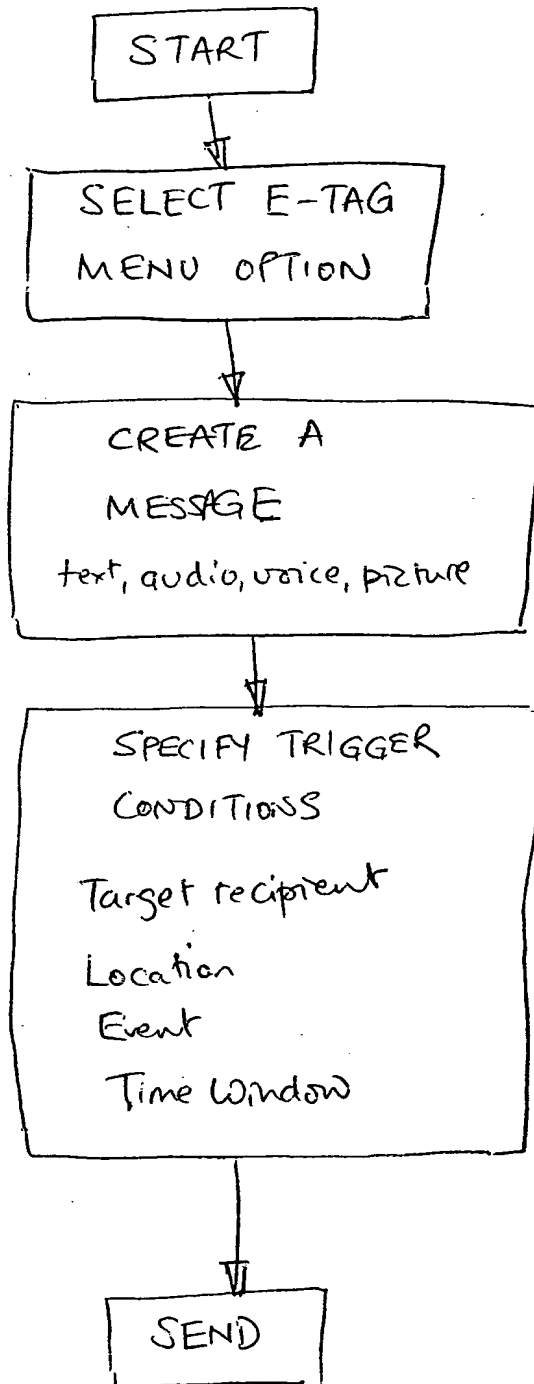 START
SELECT E-TAG
MENU OPTION
CREATE A
MESSAGE
text, audio, voice, picture
SPECIFY TRIGGER
CONDITIONS
Target recipient
Location
Event
Time Window
SEND